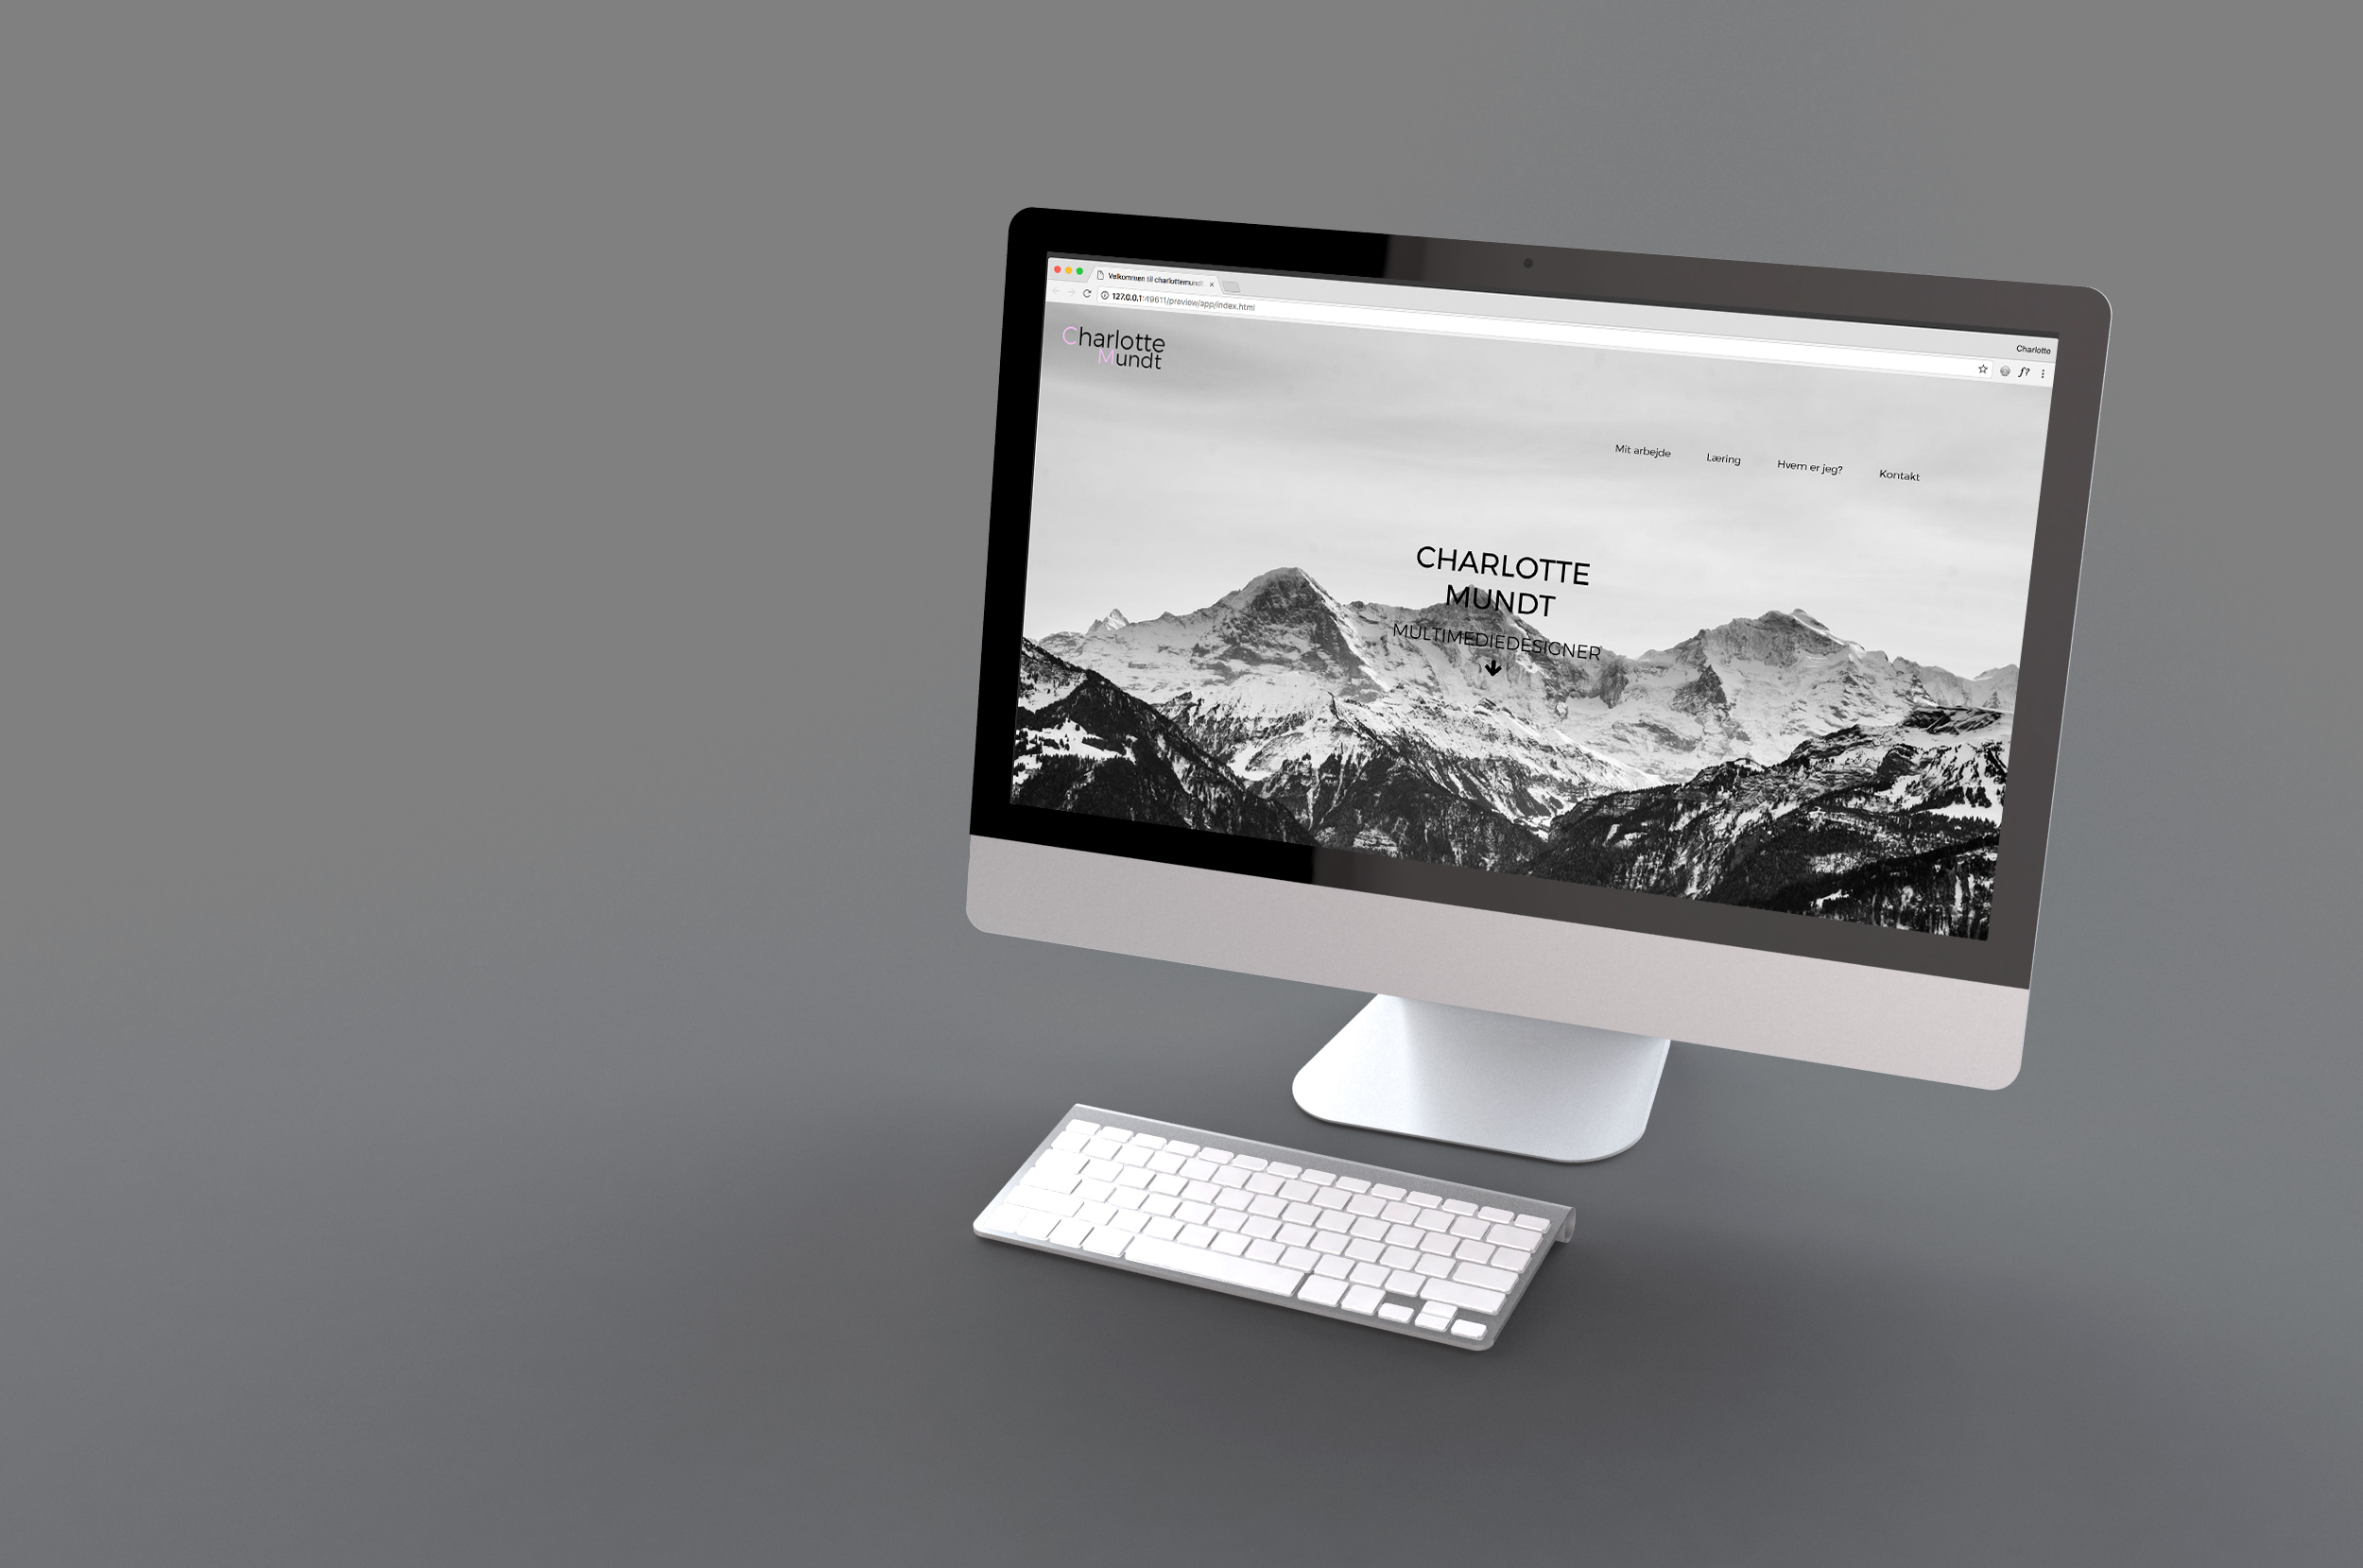 Velkommen til charlottemundt
127.0.0.1:49611/preview/app/index.html
Charlotte
f?
Charlotte
Mundt
Mit arbejde Læring Hvem er jeg? Kontakt
CHARLOTTE
MUNDT
MULTIMEDIEDESIGNER